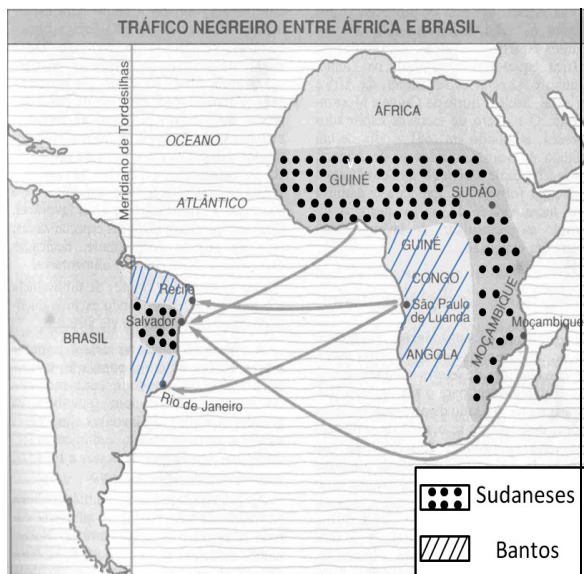 TRÁFICO NEGREIRO ENTRE ÁFRICA E BRASIL
Meridiano de Tordesilhas
OCEANO
ATLÂNTICO
ÁFRICA
GUINÉ
SUDÃO
GUINÉ
CONGO
São Paulo
de Luanda
ANGOLA
MOÇAMBIQUE
Moçambique
Recife
Salvador
BRASIL
Rio de Janeiro
Sudaneses
Bantos